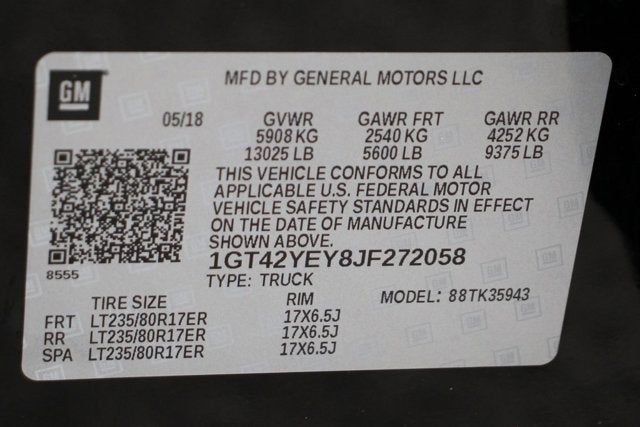 GM
MFD BY GENERAL MOTORS LLC
05/18 GVWR GAWR FRT GAWR RR
5908 KG 2540 KG 4252 KG
13025 LB 5600 LB 9375 LB
THIS VEHICLE CONFORMS TO ALL
APPLICABLE U.S. FEDERAL MOTOR
VEHICLE SAFETY STANDARDS IN EFFECT
ON THE DATE OF MANUFACTURE
SHOWN ABOVE.
8555
1GT42YEY8JF272058
TYPE: TRUCK
TIRE SIZE RIM MODEL: 88TK35943
FRT LT235/80R17ER 17X6.5J
RR LT235/80R17ER 17X6.5J
SPA LT235/80R17ER 17X6.5J